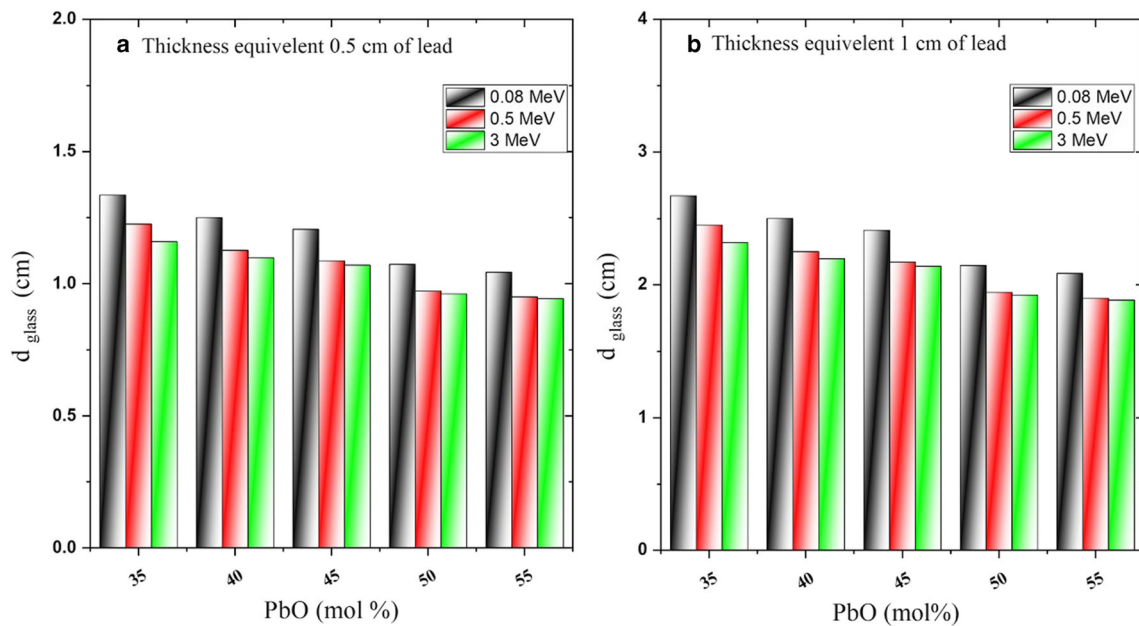 a Thickness equivelent 0.5 cm of lead
0.08 MeV
0.5 MeV
3 MeV
2.0
1.5
1.0
0.5
0.0
d glass (cm)
35 40 45 50 55
PbO (mol %)
b Thickness equivelent 1 cm of lead
0.08 MeV
0.5 MeV
3 MeV
4
3
2
1
0
d glass (cm)
35 40 45 50 55
PbO (mol%)